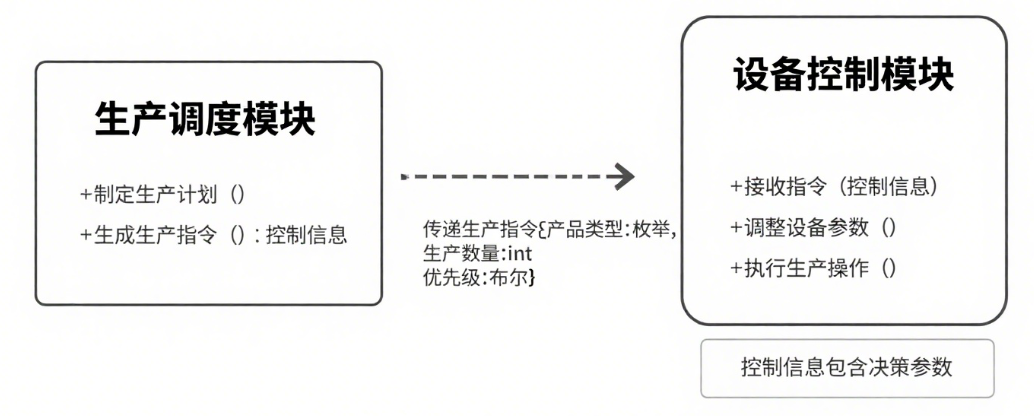 生产调度模块
+制定生产计划（）
+生成生产指令（）: 控制信息
传递生产指令{产品类型:枚举,
生产数量:int
优先级:布尔}
设备控制模块
+接收指令（控制信息）
+调整设备参数（）
+执行生产操作（）
控制信息包含决策参数